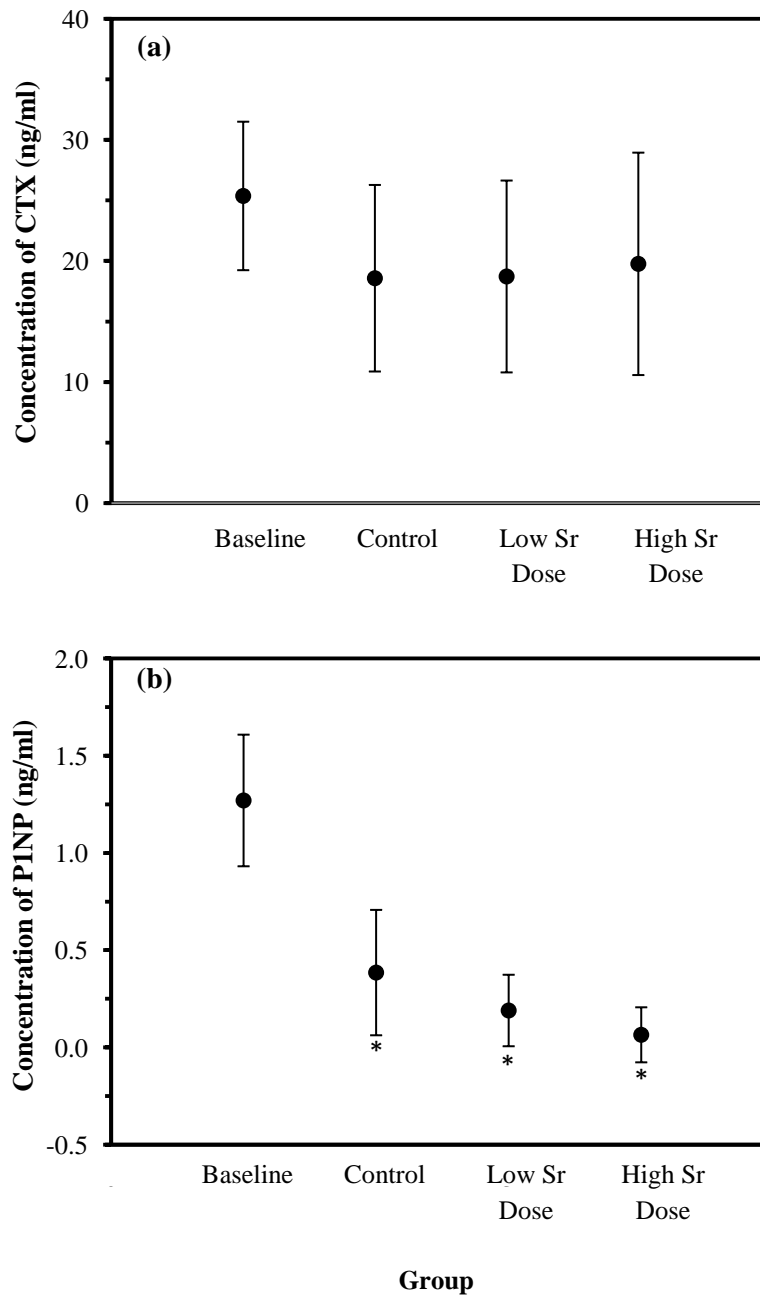 (a)
Concentration of CTX (ng/ml)
40
30
20
10
0
Baseline Control Low Sr High Sr
Dose Dose
(b)
Concentration of P1NP (ng/ml)
2.0
1.5
1.0
0.5
0.0
-0.5
* * *
Baseline Control Low Sr High Sr
Dose Dose
Group